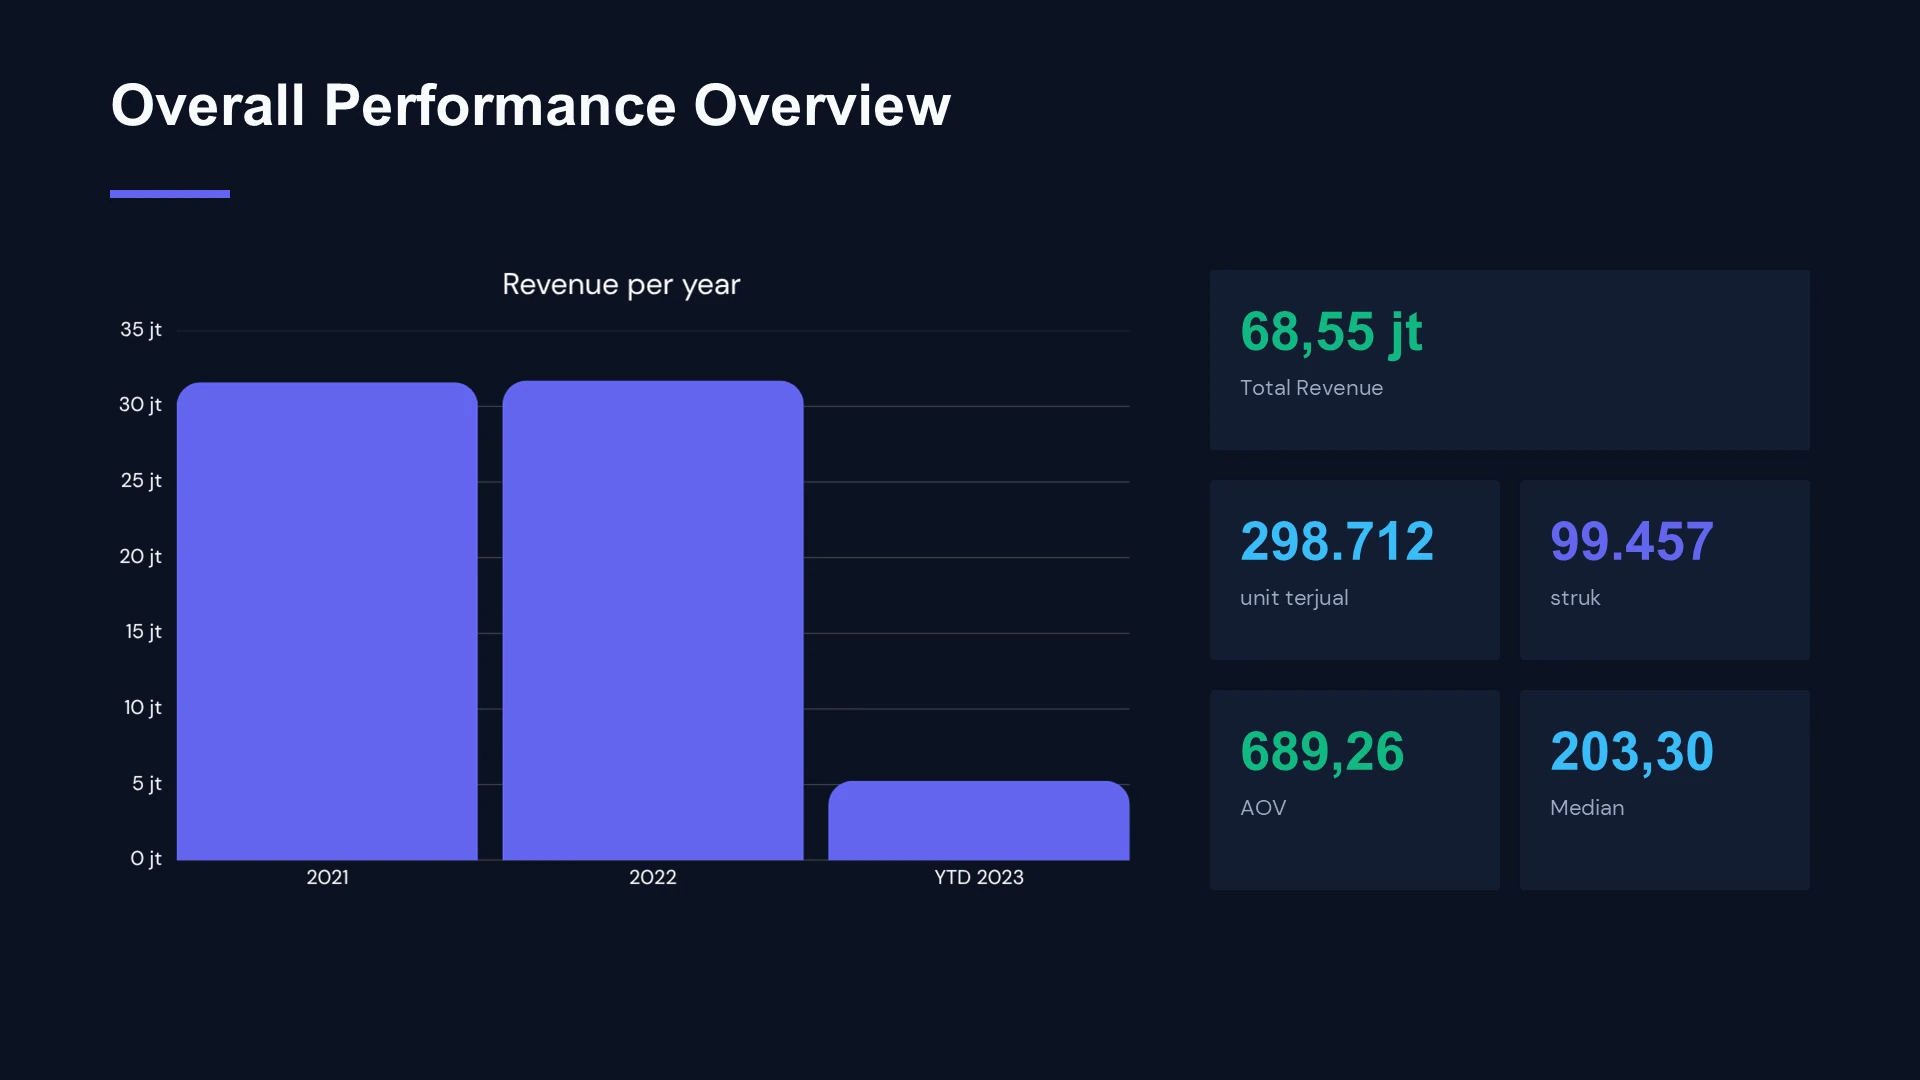 Overall Performance Overview
Revenue per year
35 jt
30 jt
25 jt
20 jt
15 jt
10 jt
5 jt
0 jt
2021
2022
YTD 2023
68,55 jt
Total Revenue
298.712
unit terjual
99.457
struk
689,26
AOV
203,30
Median